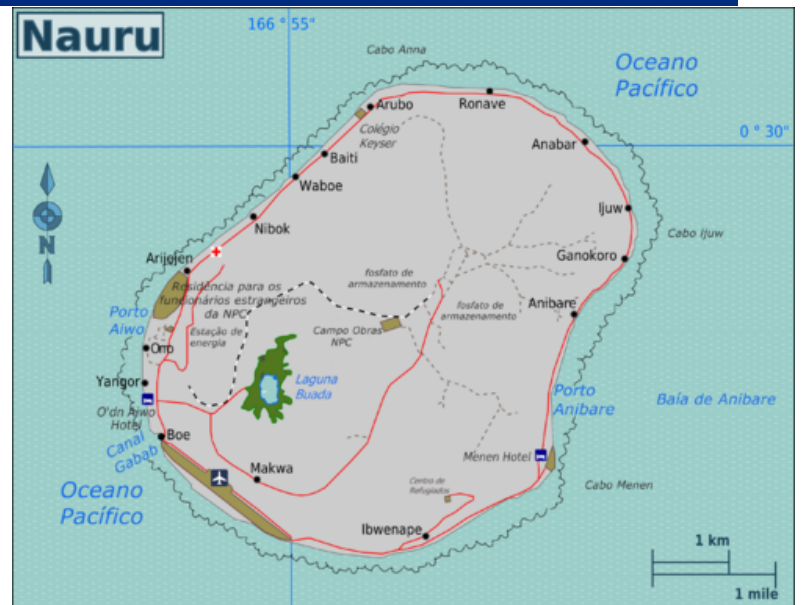 Nauru
166 ° 55"
Cabo Anna
Oceano
Pacífico
Arubo
Ronave
Colégio
Keyser
Anabar
0 ° 30"
Baiti
Waboe
Ijuw
Nibok
N
Cabo Ijuw
Arijejen
Ganokoro
Residência para os
funcionários estrangeiros
da NPC
fosfato de
armazenamento
fosfato de
armazenamento
Anibare
Porto
Aiwo
Estação de
energia
Campo Obras
NPC
Orro
Laguna
Buada
Yangor
Porto
Anibare
Baía de Anibare
O'dn Aiwo
Hotel
Canal
Gabab
Boe
Menen Hotel
Makwa
Cabo Menen
Centro de
Refugiados
Oceano
Pacífico
Ibwenape
1 km
1 mile